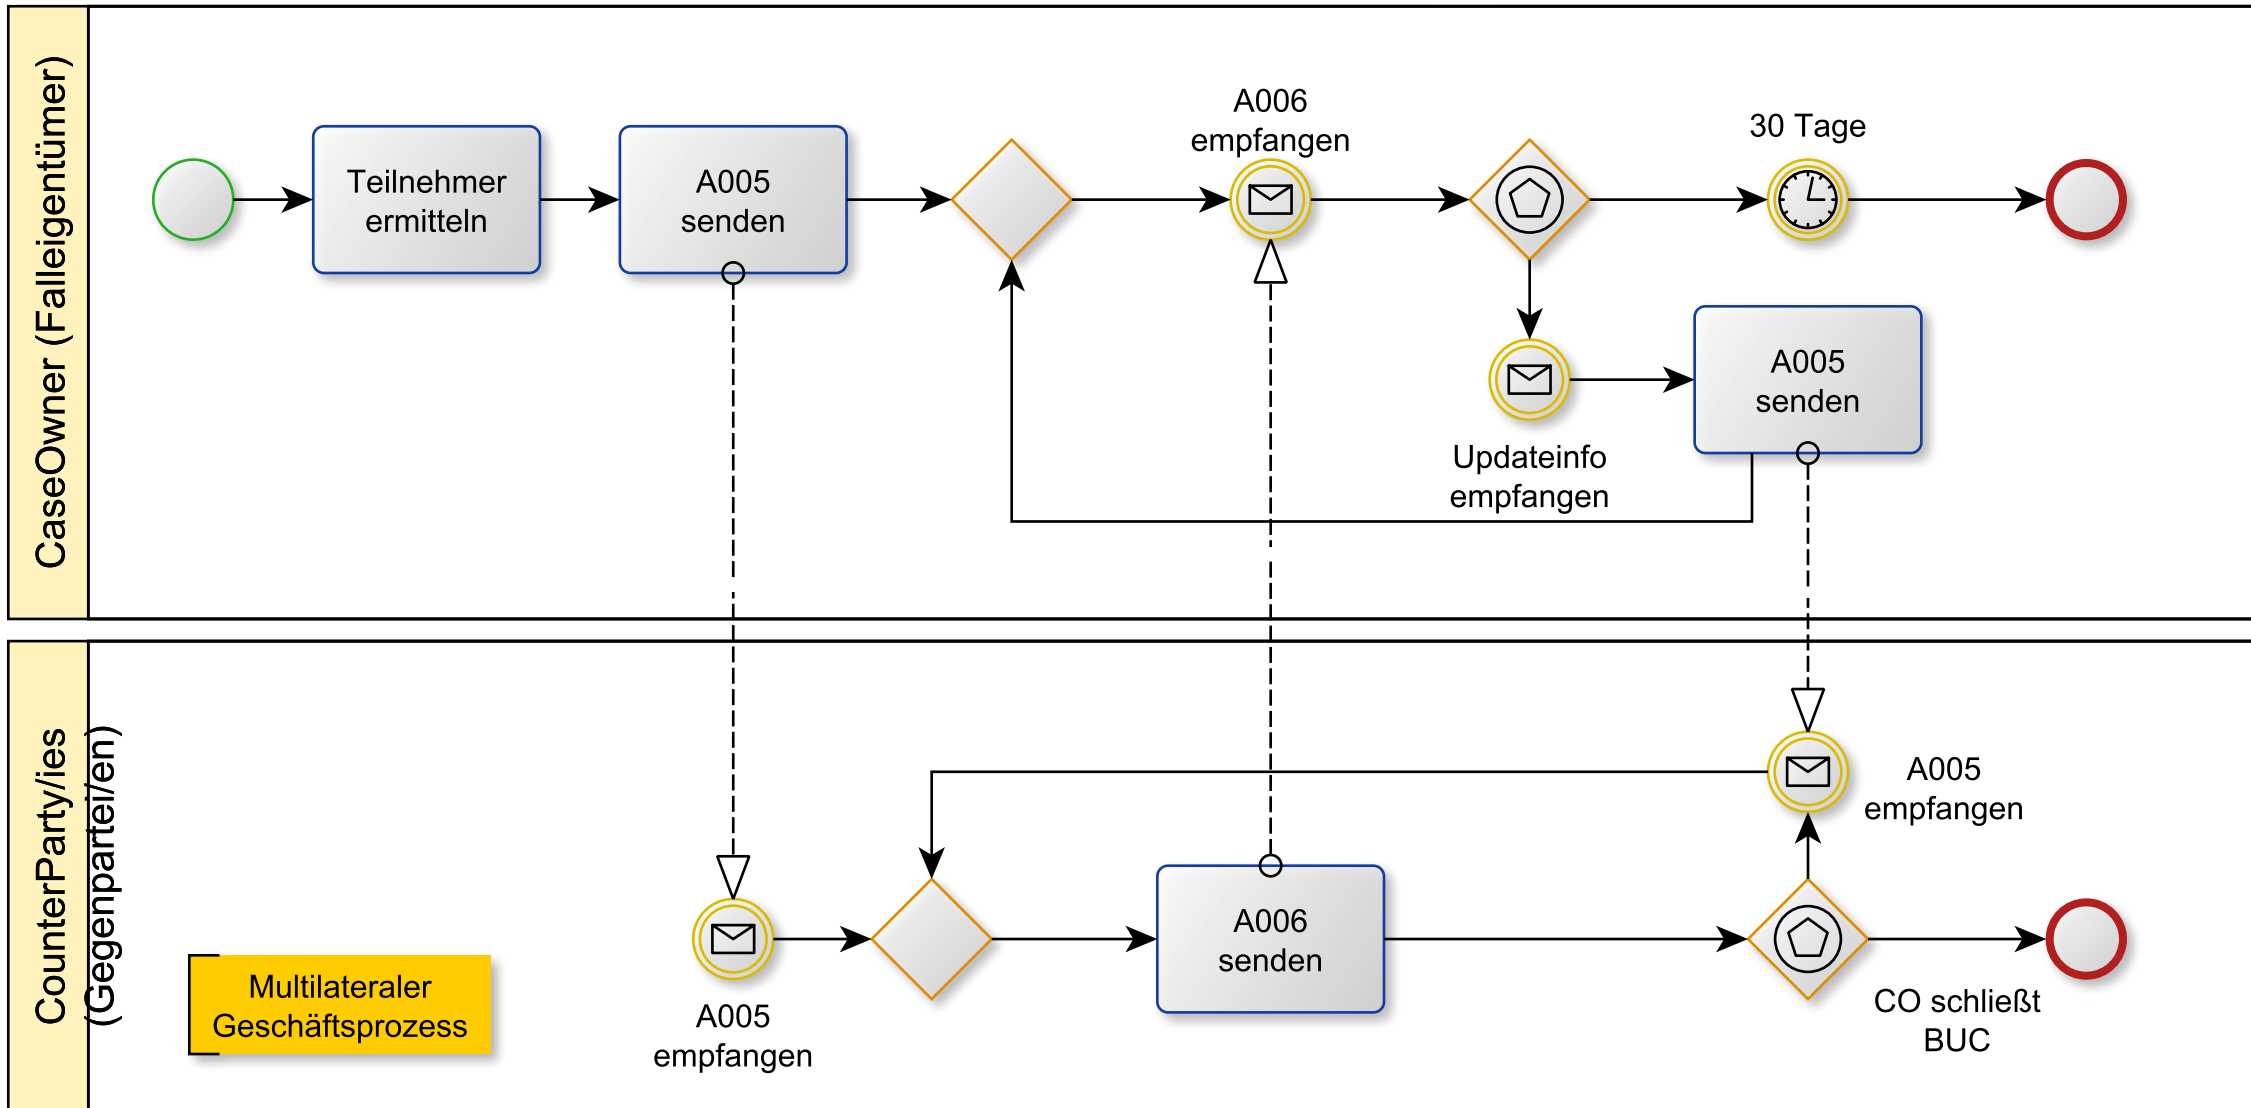 CaseOwner (Falleigentümer)
Teilnehmer
ermitteln
A005
senden
A006
empfangen
30 Tage
Updateinfo
empfangen
A005
senden
CounterParty/ies
(Gegenpartei/en)
Multilateraler
Geschäftsprozess
A005
empfangen
A006
senden
A005
empfangen
CO schließt
BUC